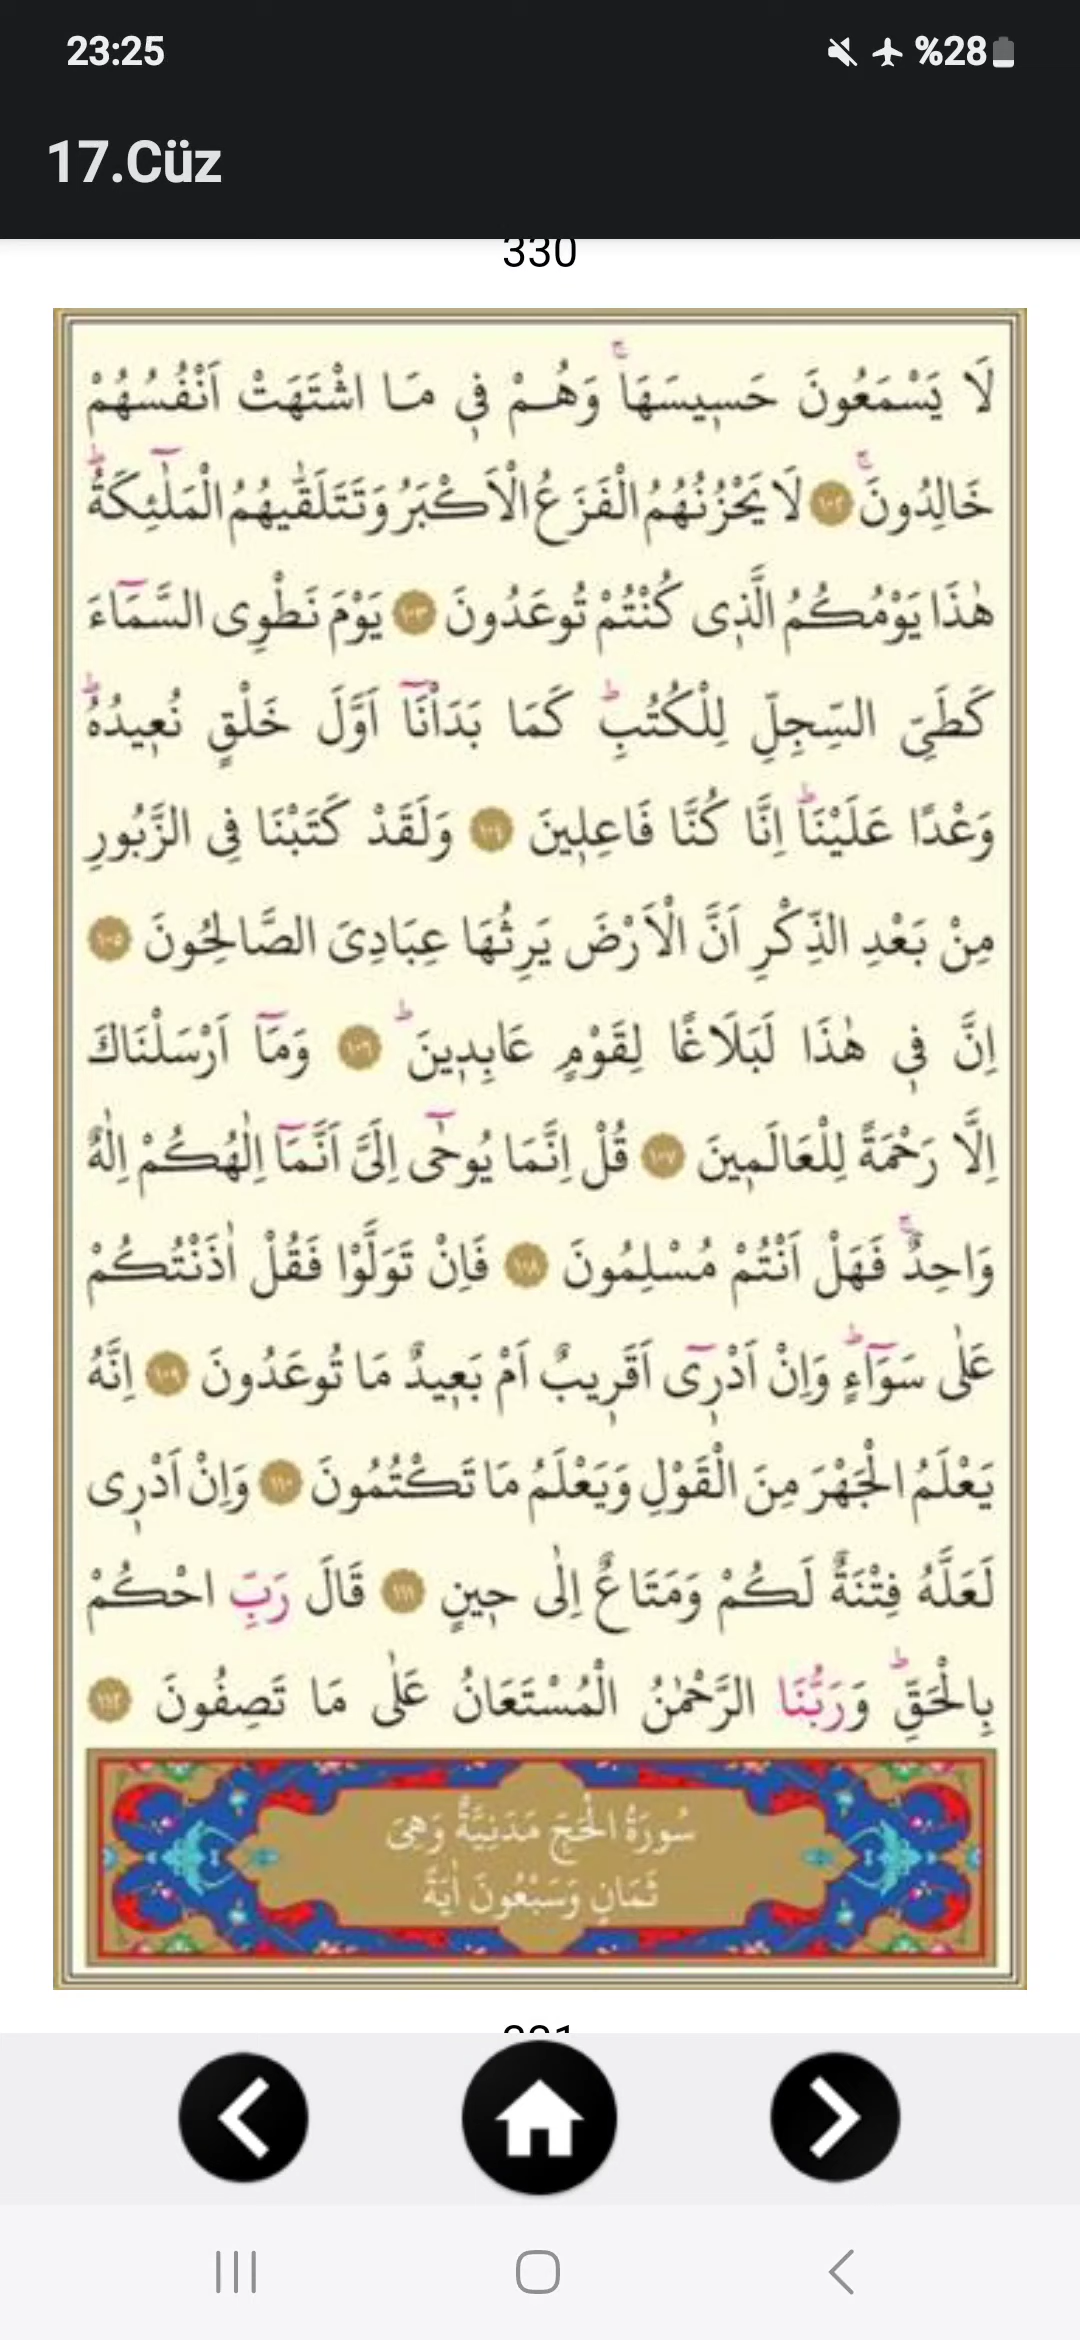 23:25
%28
17.Cüz
330
لَا يَسْمَعُونَ حَسٖيسَهَاۚ وَهُمْ فٖي مَا اشْتَهَتْ اَنْفُسُهُمْ
خَالِدُونَۚ ١٠٢ لَا يَحْزُنُهُمُ الْفَزَعُ الْاَكْبَرُ وَتَتَلَقّٰيهُمُ الْمَلٰٓئِكَةُؕ
هٰذَا يَوْمُكُمُ الَّذٖى كُنْتُمْ تُوعَدُونَ ١٠٣ يَوْمَ نَطْوِى السَّمَٓاءَ
كَطَىِّ السِّجِلِّ لِلْكُتُبِؕ كَمَا بَدَاْنَٓا اَوَّلَ خَلْقٍ نُعٖيدُهُؕ
وَعْدًا عَلَيْنَاؕ اِنَّا كُنَّا فَاعِلٖينَ ١٠٤ وَلَقَدْ كَتَبْنَا فِى الزَّبُورِ
مِنْ بَعْدِ الذِّكْرِ اَنَّ الْاَرْضَ يَرِثُهَا عِبَادِىَ الصَّالِحُونَ ١٠٥
اِنَّ فٖى هٰذَا لَبَلَاغًا لِقَوْمٍ عَابِدٖينَؕ ١٠٦ وَمَٓا اَرْسَلْنَاكَ
اِلَّا رَحْمَةً لِلْعَالَمٖينَ ١٠٧ قُلْ اِنَّمَا يُوحٰٓى اِلَىَّ اَنَّمَٓا اِلٰهُكُمْ اِلٰهٌ
وَاحِدٌۚ فَهَلْ اَنْتُمْ مُسْلِمُونَ ١٠٨ فَاِنْ تَوَلَّوْا فَقُلْ اٰذَنْتُكُمْ
عَلٰى سَوَٓاءٍؕ وَاِنْ اَدْرٖٓى اَقَرٖيبٌ اَمْ بَعٖيدٌ مَا تُوعَدُونَ ١٠٩ اِنَّهُ
يَعْلَمُ الْجَهْرَ مِنَ الْقَوْلِ وَيَعْلَمُ مَا تَكْتُمُونَ ١١٠ وَاِنْ اَدْرٖى
لَعَلَّهُ فِتْنَةٌ لَكُمْ وَمَتَاعٌ اِلٰى حٖينٍ ١١١ قَالَ رَبِّ احْكُمْ
بِالْحَقِّؕ وَرَبُّنَا الرَّحْمٰنُ الْمُسْتَعَانُ عَلٰى مَا تَصِفُونَ ١١٢
سُورَةُ الْحَجِّ مَدَنِيَّةٌ وَهِىَ
ثَمَانٍ وَسَبْعُونَ اٰيَةً